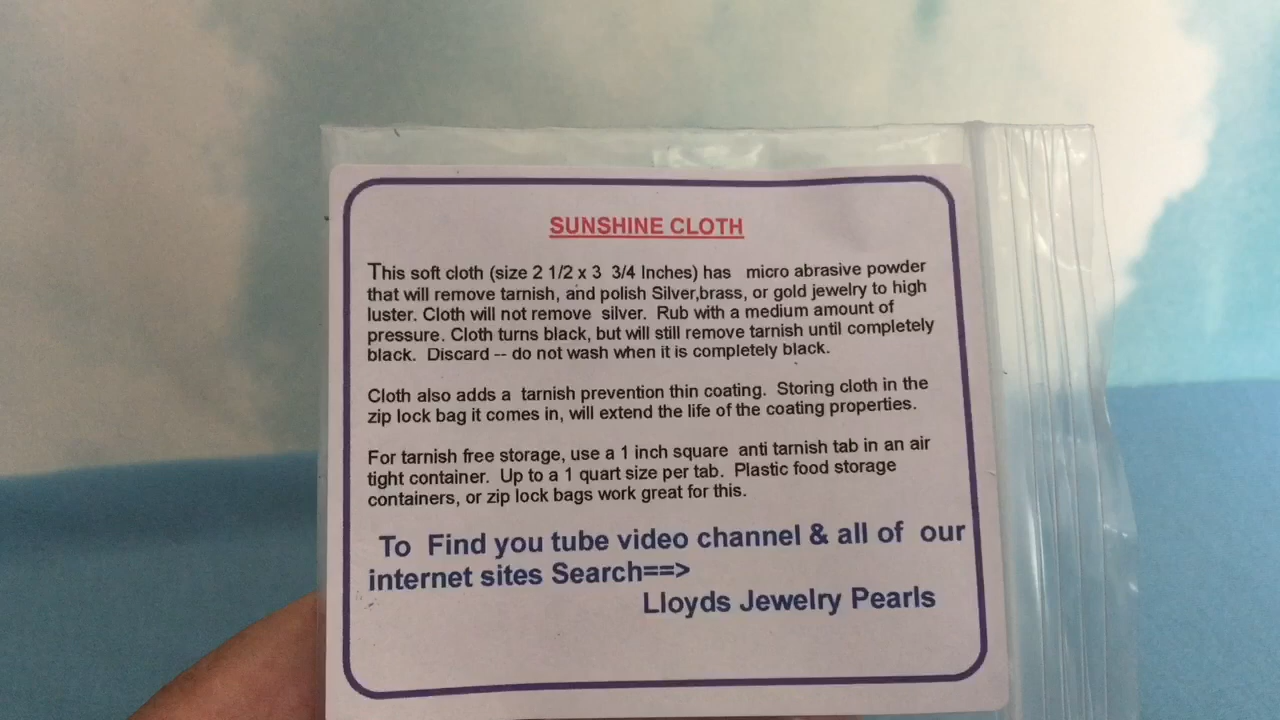 SUNSHINE CLOTH
This soft cloth (size 2 1/2 x 3 3/4 Inches) has micro abrasive powder
that will remove tarnish, and polish Silver,brass, or gold jewelry to high
luster. Cloth will not remove silver. Rub with a medium amount of
pressure. Cloth turns black, but will still remove tarnish until completely
black. Discard -- do not wash when it is completely black.
Cloth also adds a tarnish prevention thin coating. Storing cloth in the
zip lock bag it comes in, will extend the life of the coating properties.
For tarnish free storage, use a 1 inch square anti tarnish tab in an air
tight container. Up to a 1 quart size per tab. Plastic food storage
containers, or zip lock bags work great for this.
To Find you tube video channel & all of our
internet sites Search==>
Lloyds Jewelry Pearls